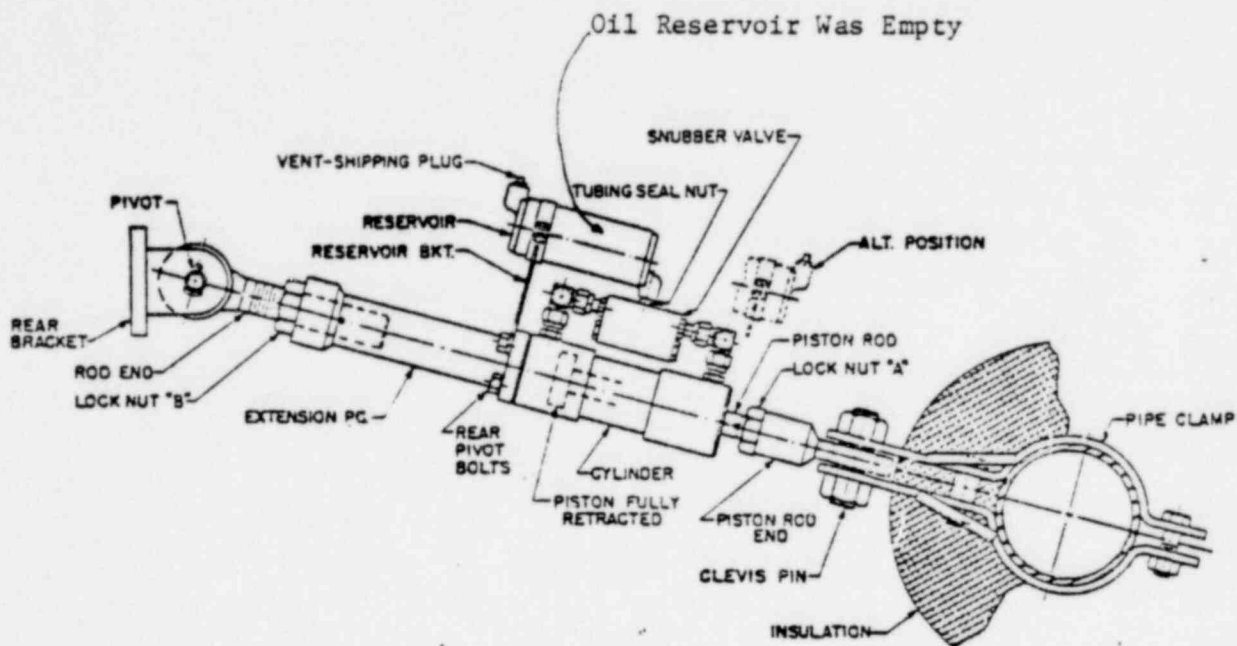 Oil Reservoir Was Empty
SNUBBER VALVE
VENT-SHIPPING PLUG
TUBING SEAL NUT
PIVOT
RESERVOIR
RESERVOIR BKT.
ALT. POSITION
REAR
BRACKET
ROD END
LOCK NUT "B"
EXTENSION PC
REAR
PIVOT
BOLTS
CYLINDER
PISTON FULLY
RETRACTED
PISTON ROD
LOCK NUT "A"
PIPE CLAMP
PISTON ROD
END
CLEVIS PIN
INSULATION